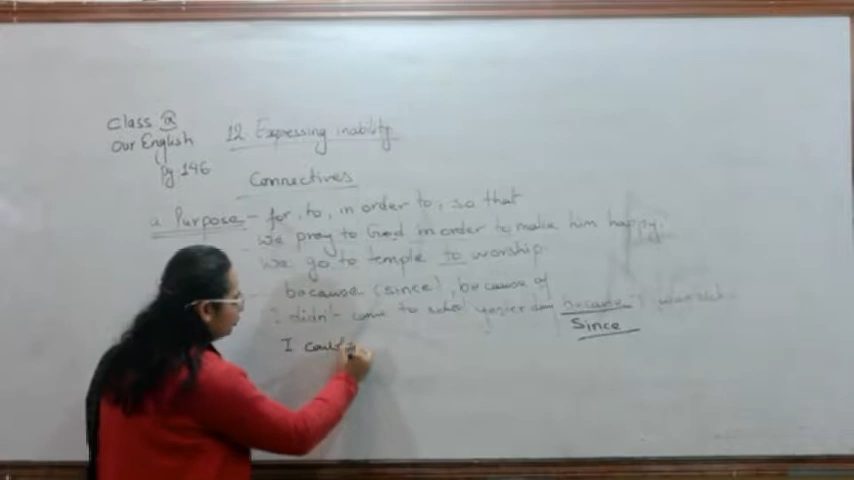 Class IX
Our English
Pg 146
12 Expressing inability
Connectives
a Purpose - for, to, in order to, so that
We pray to God in order to make him happy.
We go to temple to worship.
because (since), because of
I didn't come to school yesterday because I was sick.
Since
I could